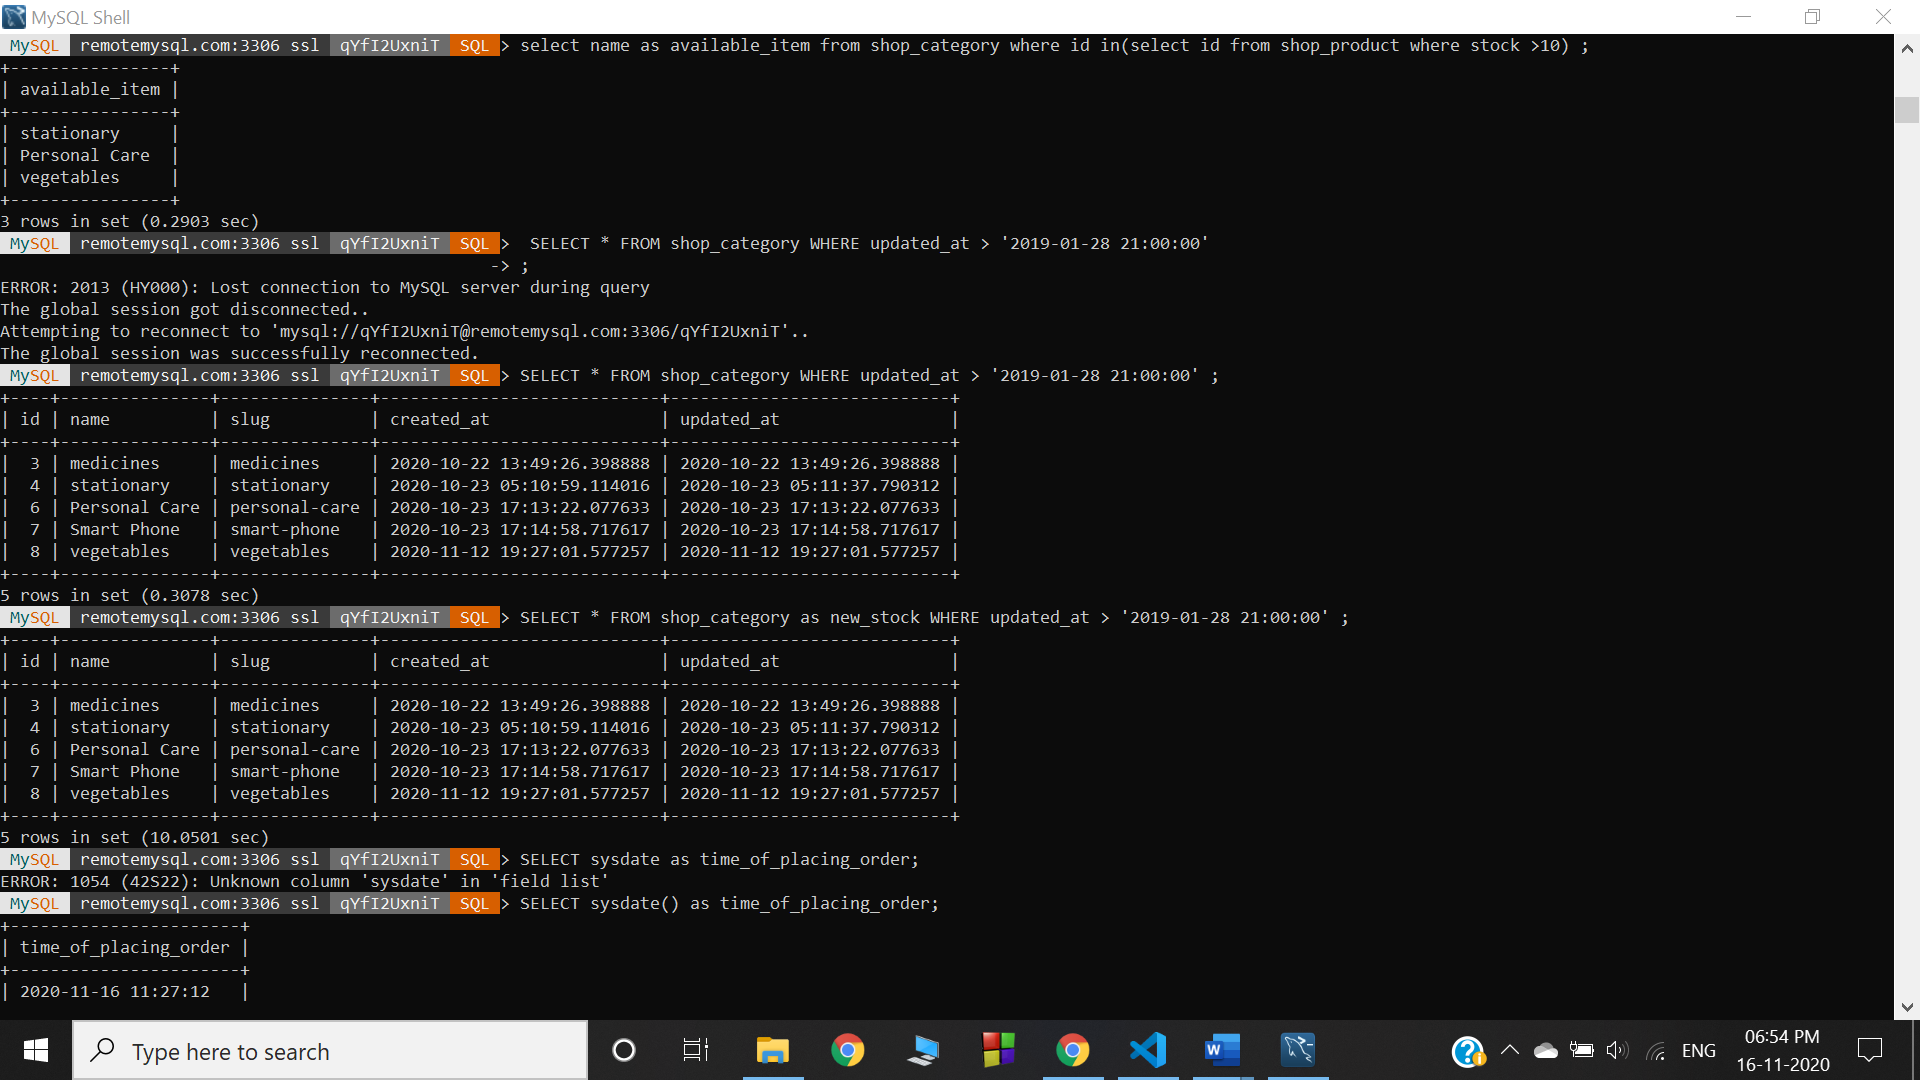 MySQL Shell
MySQL remotemysql.com:3306 ssl qYfI2UxniT SQL > select name as available_item from shop_category where id in(select id from shop_product where stock >10) ;
+----------------+
| available_item |
+----------------+
| stationary     |
| Personal Care  |
| vegetables     |
+----------------+
3 rows in set (0.2903 sec)
MySQL remotemysql.com:3306 ssl qYfI2UxniT SQL >  SELECT * FROM shop_category WHERE updated_at > '2019-01-28 21:00:00'
-> ;
ERROR: 2013 (HY000): Lost connection to MySQL server during query
The global session got disconnected..
Attempting to reconnect to 'mysql://qYfI2UxniT@remotemysql.com:3306/qYfI2UxniT'..
The global session was successfully reconnected.
MySQL remotemysql.com:3306 ssl qYfI2UxniT SQL > SELECT * FROM shop_category WHERE updated_at > '2019-01-28 21:00:00' ;
+----+---------------+---------------+----------------------------+----------------------------+
| id | name          | slug          | created_at                 | updated_at                 |
+----+---------------+---------------+----------------------------+----------------------------+
|  3 | medicines     | medicines     | 2020-10-22 13:49:26.398888 | 2020-10-22 13:49:26.398888 |
|  4 | stationary    | stationary    | 2020-10-23 05:10:59.114016 | 2020-10-23 05:11:37.790312 |
|  6 | Personal Care | personal-care | 2020-10-23 17:13:22.077633 | 2020-10-23 17:13:22.077633 |
|  7 | Smart Phone   | smart-phone   | 2020-10-23 17:14:58.717617 | 2020-10-23 17:14:58.717617 |
|  8 | vegetables    | vegetables    | 2020-11-12 19:27:01.577257 | 2020-11-12 19:27:01.577257 |
+----+---------------+---------------+----------------------------+----------------------------+
5 rows in set (0.3078 sec)
MySQL remotemysql.com:3306 ssl qYfI2UxniT SQL > SELECT * FROM shop_category as new_stock WHERE updated_at > '2019-01-28 21:00:00' ;
+----+---------------+---------------+----------------------------+----------------------------+
| id | name          | slug          | created_at                 | updated_at                 |
+----+---------------+---------------+----------------------------+----------------------------+
|  3 | medicines     | medicines     | 2020-10-22 13:49:26.398888 | 2020-10-22 13:49:26.398888 |
|  4 | stationary    | stationary    | 2020-10-23 05:10:59.114016 | 2020-10-23 05:11:37.790312 |
|  6 | Personal Care | personal-care | 2020-10-23 17:13:22.077633 | 2020-10-23 17:13:22.077633 |
|  7 | Smart Phone   | smart-phone   | 2020-10-23 17:14:58.717617 | 2020-10-23 17:14:58.717617 |
|  8 | vegetables    | vegetables    | 2020-11-12 19:27:01.577257 | 2020-11-12 19:27:01.577257 |
+----+---------------+---------------+----------------------------+----------------------------+
5 rows in set (10.0501 sec)
MySQL remotemysql.com:3306 ssl qYfI2UxniT SQL > SELECT sysdate as time_of_placing_order;
ERROR: 1054 (42S22): Unknown column 'sysdate' in 'field list'
MySQL remotemysql.com:3306 ssl qYfI2UxniT SQL > SELECT sysdate() as time_of_placing_order;
+-----------------------+
| time_of_placing_order |
+-----------------------+
| 2020-11-16 11:27:12   |
Type here to search
ENG
06:54 PM
16-11-2020